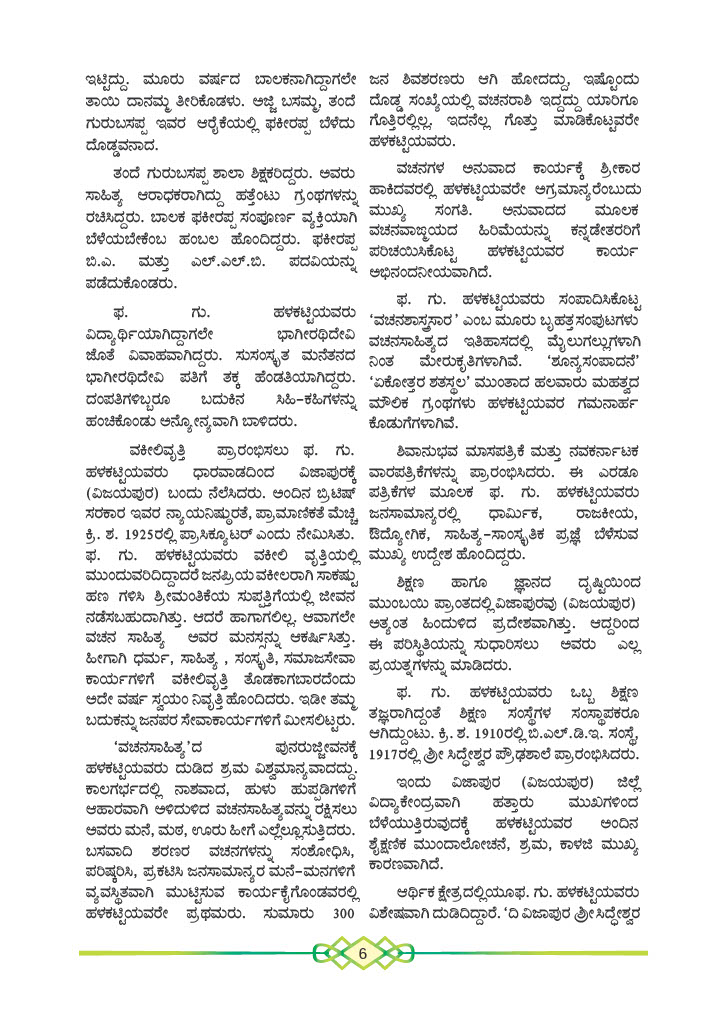 ಇಟ್ಟಿದ್ದು. ಮೂರು ವರ್ಷದ ಬಾಲಕನಾಗಿದ್ದಾಗಲೇ
ತಾಯಿ ದಾನಮ್ಮ ತೀರಿಕೊಡಳು. ಅಜ್ಜಿ ಬಸಮ್ಮ, ತಂದೆ
ಗುರುಬಸಪ್ಪ ಇವರ ಆರೈಕೆಯಲ್ಲಿ ಫಕೀರಪ್ಪ ಬೆಳೆದು
ದೊಡ್ಡವನಾದ.
ತಂದೆ ಗುರುಬಸಪ್ಪ ಶಾಲಾ ಶಿಕ್ಷಕರಿದ್ದರು. ಅವರು
ಸಾಹಿತ್ಯ ಆರಾಧಕರಾಗಿದ್ದು ಹತ್ತೆಂಟು ಗ್ರಂಥಗಳನ್ನು
ರಚಿಸಿದ್ದರು. ಬಾಲಕ ಫಕೀರಪ್ಪ ಸಂಪೂರ್ಣ ವ್ಯಕ್ತಿಯಾಗಿ
ಬೆಳೆಯಬೇಕೆಂಬ ಹಂಬಲ ಹೊಂದಿದ್ದರು. ಫಕೀರಪ್ಪ
ಬಿ.ಎ. ಮತ್ತು ಎಲ್.ಎಲ್.ಬಿ. ಪದವಿಯನ್ನು
ಪಡೆದುಕೊಂಡರು.
ಫ. ಗು. ಹಳಕಟ್ಟಿಯವರು
ವಿದ್ಯಾರ್ಥಿಯಾಗಿದ್ದಾಗಲೇ ಭಾಗೀರಥಿದೇವಿ
ಜೊತೆ ವಿವಾಹವಾಗಿದ್ದರು. ಸುಸಂಸ್ಕೃತ ಮನೆತನದ
ಭಾಗೀರಥಿದೇವಿ ಪತಿಗೆ ತಕ್ಕ ಹೆಂಡತಿಯಾಗಿದ್ದರು.
ದಂಪತಿಗಳಿಬ್ಬರೂ ಬದುಕಿನ ಸಿಹಿ-ಕಹಿಗಳನ್ನು
ಹಂಚಿಕೊಂಡು ಅನ್ಯೋನ್ಯವಾಗಿ ಬಾಳಿದರು.
ವಕೀಲಿವೃತ್ತಿ ಪ್ರಾರಂಭಿಸಲು ಫ. ಗು.
ಹಳಕಟ್ಟಿಯವರು ಧಾರವಾಡದಿಂದ ವಿಜಾಪುರಕ್ಕೆ
(ವಿಜಯಪುರ) ಬಂದು ನೆಲೆಸಿದರು. ಅಂದಿನ ಬ್ರಿಟಿಷ್
ಸರಕಾರ ಇವರ ನ್ಯಾಯನಿಷ್ಠುರತೆ, ಪ್ರಾಮಾಣಿಕತೆ ಮೆಚ್ಚಿ
ಕ್ರಿ. ಶ. 1925ರಲ್ಲಿ ಪ್ರಾಸಿಕ್ಯೂಟರ್ ಎಂದು ನೇಮಿಸಿತು.
ಫ. ಗು. ಹಳಕಟ್ಟಿಯವರು ವಕೀಲಿ ವೃತ್ತಿಯಲ್ಲಿ
ಮುಂದುವರಿದಿದ್ದಾದರೆ ಜನಪ್ರಿಯ ವಕೀಲರಾಗಿ ಸಾಕಷ್ಟು
ಹಣ ಗಳಿಸಿ ಶ್ರೀಮಂತಿಕೆಯ ಸುಪ್ಪತ್ತಿಗೆಯಲ್ಲಿ ಜೀವನ
ನಡೆಸಬಹುದಾಗಿತ್ತು. ಆದರೆ ಹಾಗಾಗಲಿಲ್ಲ. ಆವಾಗಲೇ
ವಚನ ಸಾಹಿತ್ಯ ಅವರ ಮನಸ್ಸನ್ನು ಆಕರ್ಷಿಸಿತ್ತು.
ಹೀಗಾಗಿ ಧರ್ಮ, ಸಾಹಿತ್ಯ , ಸಂಸ್ಕೃತಿ, ಸಮಾಜಸೇವಾ
ಕಾರ್ಯಗಳಿಗೆ ವಕೀಲಿವೃತ್ತಿ ತೊಡಕಾಗಬಾರದೆಂದು
ಅದೇ ವರ್ಷ ಸ್ವಯಂ ನಿವೃತ್ತಿ ಹೊಂದಿದರು. ಇಡೀ ತಮ್ಮ
ಬದುಕನ್ನು ಜನಪರ ಸೇವಾಕಾರ್ಯಗಳಿಗೆ ಮೀಸಲಿಟ್ಟರು.
‘ವಚನಸಾಹಿತ್ಯ’ದ ಪುನರುಜ್ಜೀವನಕ್ಕೆ
ಹಳಕಟ್ಟಿಯವರು ದುಡಿದ ಶ್ರಮ ವಿಶ್ವಮಾನ್ಯವಾದದ್ದು.
ಕಾಲಗರ್ಭದಲ್ಲಿ ನಾಶವಾದ, ಹುಳು ಹುಪ್ಪಡಿಗಳಿಗೆ
ಆಹಾರವಾಗಿ ಅಳಿದುಳಿದ ವಚನಸಾಹಿತ್ಯವನ್ನು ರಕ್ಷಿಸಲು
ಅವರು ಮನೆ, ಮಠ, ಊರು ಹೀಗೆ ಎಲ್ಲೆಲ್ಲೂಸುತ್ತಿದರು.
ಬಸವಾದಿ ಶರಣರ ವಚನಗಳನ್ನು ಸಂಶೋಧಿಸಿ,
ಪರಿಷ್ಕರಿಸಿ, ಪ್ರಕಟಿಸಿ ಜನಸಾಮಾನ್ಯರ ಮನೆ-ಮನಗಳಿಗೆ
ವ್ಯವಸ್ಥಿತವಾಗಿ ಮುಟ್ಟಿಸುವ ಕಾರ್ಯಕೈಗೊಂಡವರಲ್ಲಿ
ಹಳಕಟ್ಟಿಯವರೇ ಪ್ರಥಮರು. ಸುಮಾರು 300
ಜನ ಶಿವಶರಣರು ಆಗಿ ಹೋದದ್ದು, ಇಷ್ಟೊಂದು
ದೊಡ್ಡ ಸಂಖ್ಯೆಯಲ್ಲಿ ವಚನರಾಶಿ ಇದ್ದದ್ದು ಯಾರಿಗೂ
ಗೊತ್ತಿರಲ್ಲಿಲ್ಲ. ಇದನೆಲ್ಲ ಗೊತ್ತು ಮಾಡಿಕೊಟ್ಟವರೇ
ಹಳಕಟ್ಟಿಯವರು.
ವಚನಗಳ ಅನುವಾದ ಕಾರ್ಯಕ್ಕೆ ಶ್ರೀಕಾರ
ಹಾಕಿದವರಲ್ಲಿ ಹಳಕಟ್ಟಿಯವರೇ ಅಗ್ರಮಾನ್ಯರೆಂಬುದು
ಮುಖ್ಯ ಸಂಗತಿ. ಅನುವಾದದ ಮೂಲಕ
ವಚನವಾಙ್ಮಯದ ಹಿರಿಮೆಯನ್ನು ಕನ್ನಡೇತರರಿಗೆ
ಪರಿಚಯಿಸಿಕೊಟ್ಟ ಹಳಕಟ್ಟಿಯವರ ಕಾರ್ಯ
ಅಭಿನಂದನೀಯವಾಗಿದೆ.
ಫ. ಗು. ಹಳಕಟ್ಟಿಯವರು ಸಂಪಾದಿಸಿಕೊಟ್ಟ
‘ವಚನಶಾಸ್ತ್ರಸಾರ’ ಎಂಬ ಮೂರು ಬೃಹತ್ತಸಂಪುಟಗಳು
ವಚನಸಾಹಿತ್ಯದ ಇತಿಹಾಸದಲ್ಲಿ ಮೈಲುಗಲ್ಲುಗಳಾಗಿ
ನಿಂತ ಮೇರುಕೃತಿಗಳಾಗಿವೆ. ‘ಶೂನ್ಯಸಂಪಾದನೆ’
‘ಏಕೋತ್ತರ ಶತಸ್ಥಲ’ ಮುಂತಾದ ಹಲವಾರು ಮಹತ್ವದ
ಮೌಲಿಕ ಗ್ರಂಥಗಳು ಹಳಕಟ್ಟಿಯವರ ಗಮನಾರ್ಹ
ಕೊಡುಗೆಗಳಾಗಿವೆ.
ಶಿವಾನುಭವ ಮಾಸಪತ್ರಿಕೆ ಮತ್ತು ನವಕರ್ನಾಟಕ
ವಾರಪತ್ರಿಕೆಗಳನ್ನು ಪ್ರಾರಂಭಿಸಿದರು. ಈ ಎರಡೂ
ಪತ್ರಿಕೆಗಳ ಮೂಲಕ ಫ. ಗು. ಹಳಕಟ್ಟಿಯವರು
ಜನಸಾಮಾನ್ಯರಲ್ಲಿ ಧಾರ್ಮಿಕ, ರಾಜಕೀಯ,
ಔದ್ಯೋಗಿಕ, ಸಾಹಿತ್ಯ-ಸಾಂಸ್ಕೃತಿಕ ಪ್ರಜ್ಞೆ ಬೆಳೆಸುವ
ಮುಖ್ಯ ಉದ್ದೇಶ ಹೊಂದಿದ್ದರು.
ಶಿಕ್ಷಣ ಹಾಗೂ ಜ್ಞಾನದ ದೃಷ್ಟಿಯಿಂದ
ಮುಂಬಯಿ ಪ್ರಾಂತದಲ್ಲಿ ವಿಜಾಪುರವು (ವಿಜಯಪುರ)
ಅತ್ಯಂತ ಹಿಂದುಳಿದ ಪ್ರದೇಶವಾಗಿತ್ತು. ಆದ್ದರಿಂದ
ಈ ಪರಿಸ್ಥಿತಿಯನ್ನು ಸುಧಾರಿಸಲು ಅವರು ಎಲ್ಲ
ಪ್ರಯತ್ನಗಳನ್ನು ಮಾಡಿದರು.
ಫ. ಗು. ಹಳಕಟ್ಟಿಯವರು ಒಬ್ಬ ಶಿಕ್ಷಣ
ತಜ್ಞರಾಗಿದ್ದಂತೆ ಶಿಕ್ಷಣ ಸಂಸ್ಥೆಗಳ ಸಂಸ್ಥಾಪಕರೂ
ಆಗಿದ್ದುಂಟು. ಕ್ರಿ. ಶ. 1910ರಲ್ಲಿ ಬಿ.ಎಲ್.ಡಿ.ಇ. ಸಂಸ್ಥೆ,
1917ರಲ್ಲಿ ಶ್ರೀ ಸಿದ್ಧೇಶ್ವರ ಪ್ರೌಢಶಾಲೆ ಪ್ರಾರಂಭಿಸಿದರು.
ಇಂದು ವಿಜಾಪುರ (ವಿಜಯಪುರ) ಜಿಲ್ಲೆ
ವಿದ್ಯಾಕೇಂದ್ರವಾಗಿ ಹತ್ತಾರು ಮುಖಗಳಿಂದ
ಬೆಳೆಯುತ್ತಿರುವುದಕ್ಕೆ ಹಳಕಟ್ಟಿಯವರ ಅಂದಿನ
ಶೈಕ್ಷಣಿಕ ಮುಂದಾಲೋಚನೆ, ಶ್ರಮ, ಕಾಳಜಿ ಮುಖ್ಯ
ಕಾರಣವಾಗಿದೆ.
ಆರ್ಥಿಕ ಕ್ಷೇತ್ರದಲ್ಲಿಯೂಫ. ಗು. ಹಳಕಟ್ಟಿಯವರು
ವಿಶೇಷವಾಗಿ ದುಡಿದಿದ್ದಾರೆ. ‘ದಿ ವಿಜಾಪುರ ಶ್ರೀ ಸಿದ್ಧೇಶ್ವರ
6